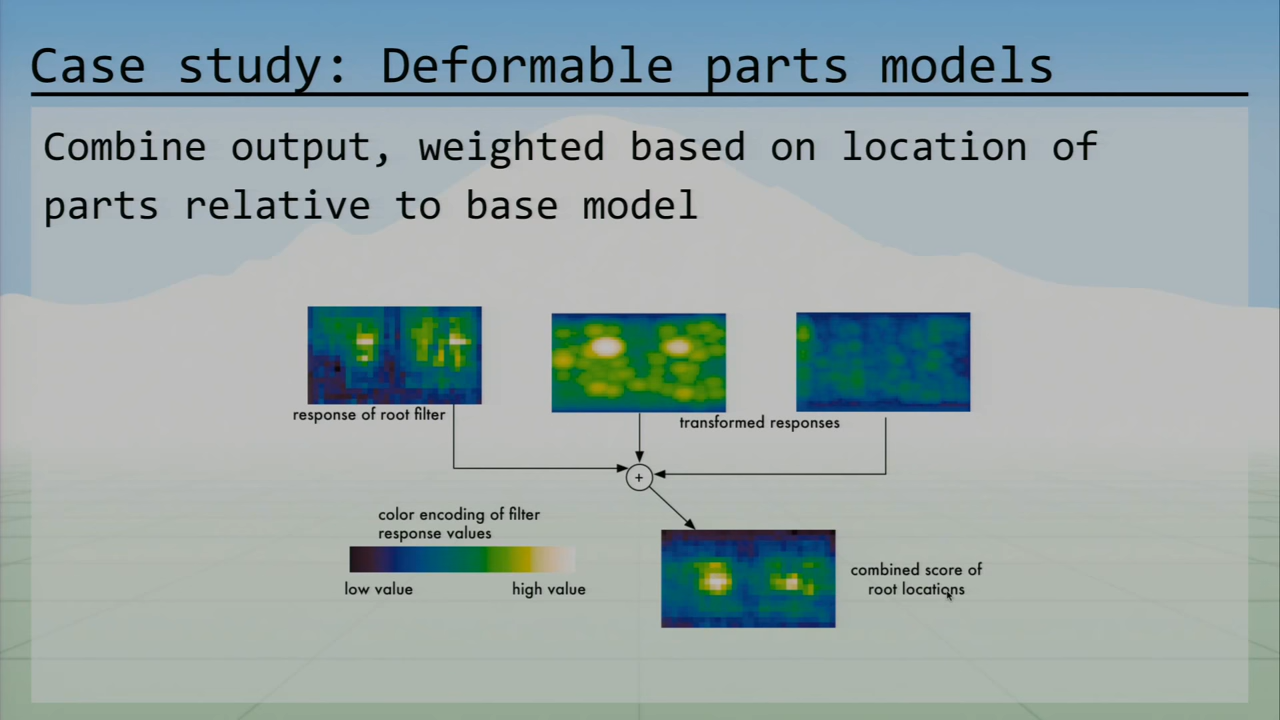 Case study: Deformable parts models
Combine output, weighted based on location of
parts relative to base model
response of root filter
transformed responses
+
color encoding of filter
response values
low value
high value
combined score of
root locations